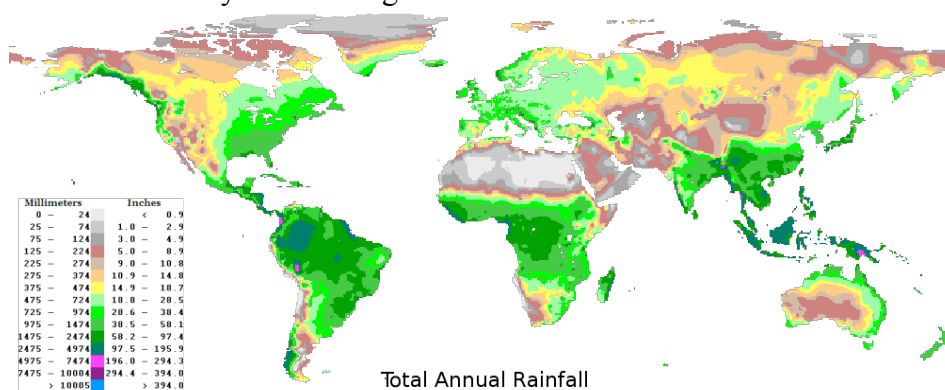 Millimeters Inches
0 – 24 < 0.9
25 – 74 1.0 – 2.9
75 – 124 3.0 – 4.9
125 – 224 5.0 – 8.9
225 – 274 9.0 – 10.8
275 – 374 10.9 – 14.8
375 – 474 14.9 – 18.7
475 – 724 18.8 – 28.5
725 – 974 28.6 – 38.4
975 – 1474 38.5 – 58.1
1475 – 2474 58.2 – 97.4
2475 – 4974 97.5 – 195.9
4975 – 7474 196.0 – 294.3
7475 – 10004 294.4 – 394.0
> 10005 > 394.0
Total Annual Rainfall